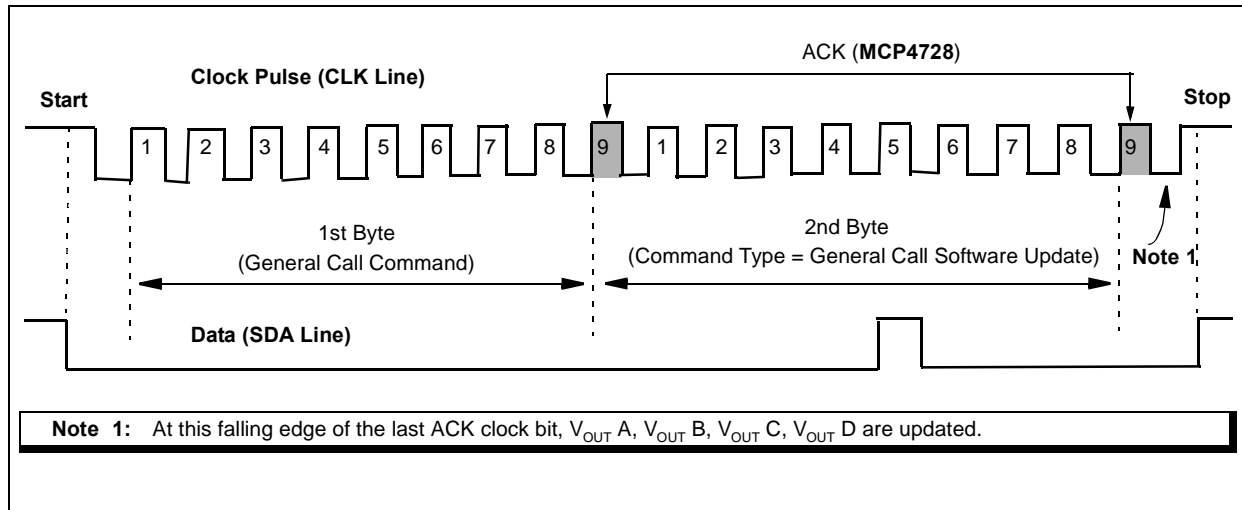 ACK (MCP4728)
Clock Pulse (CLK Line)
Start
Stop
1 2 3 4 5 6 7 8 9 1 2 3 4 5 6 7 8 9
1st Byte
(General Call Command)
2nd Byte
(Command Type = General Call Software Update)
Note 1
Data (SDA Line)
Note 1: At this falling edge of the last ACK clock bit, VOUT A, VOUT B, VOUT C, VOUT D are updated.